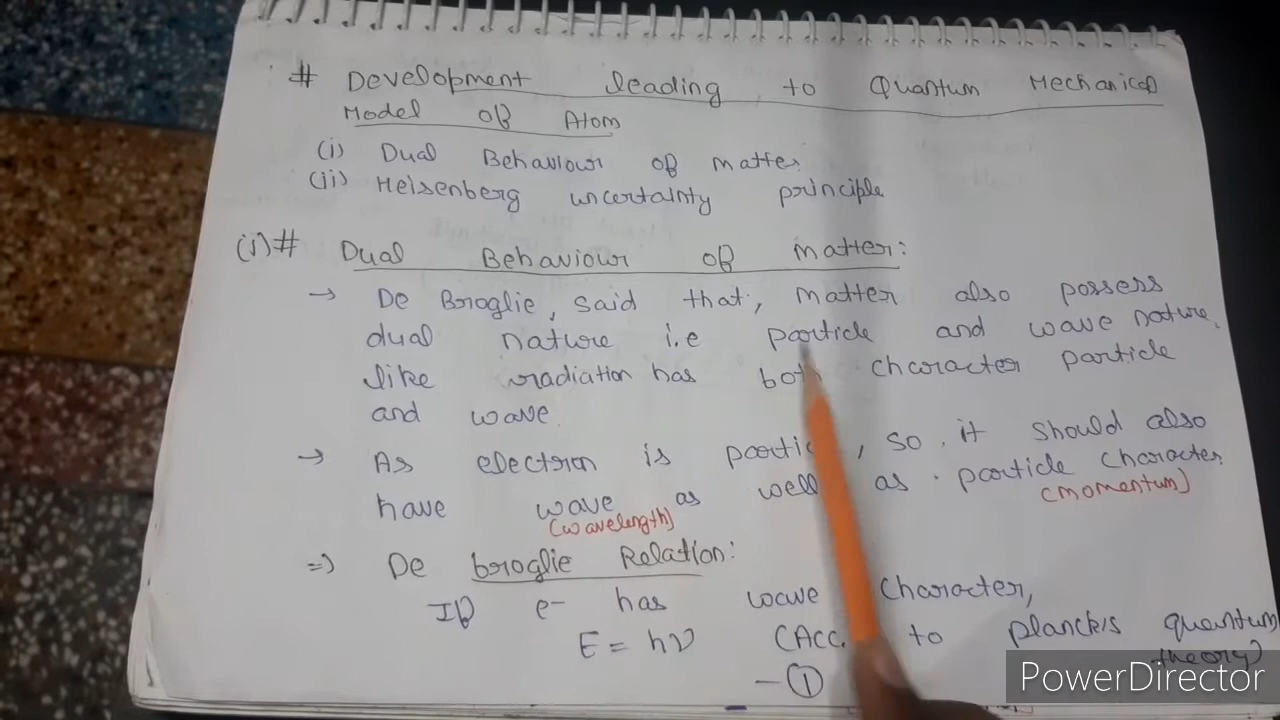 # Development leading to Quantum Mechanical
Model of Atom
(i) Dual Behaviour of matter
(ii) Heisenberg uncertainty principle
(i) # Dual Behaviour of matter:
→ De Broglie, said that, matter also possess
dual nature i.e particle and wave nature.
like radiation has both character particle
and wave.
→ As electron is particle, so, it should also
have wave as well as particle character
(wavelength) (momentum)
=) De broglie Relation:
If e- has wave character,
E = hν (Acc. to planck's quantum
theory)
- ①
PowerDirector